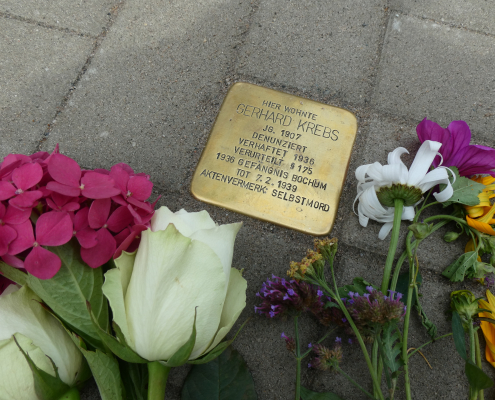 HIER WOHNTE
GERHARD KREBS
JG. 1907
DENUNZIERT
VERHAFTET 1936
VERURTEILT § 175
1936 GEFÄNGNIS BOCHUM
TOT 7.2.1939
AKTENVERMERK: SELBSTMORD